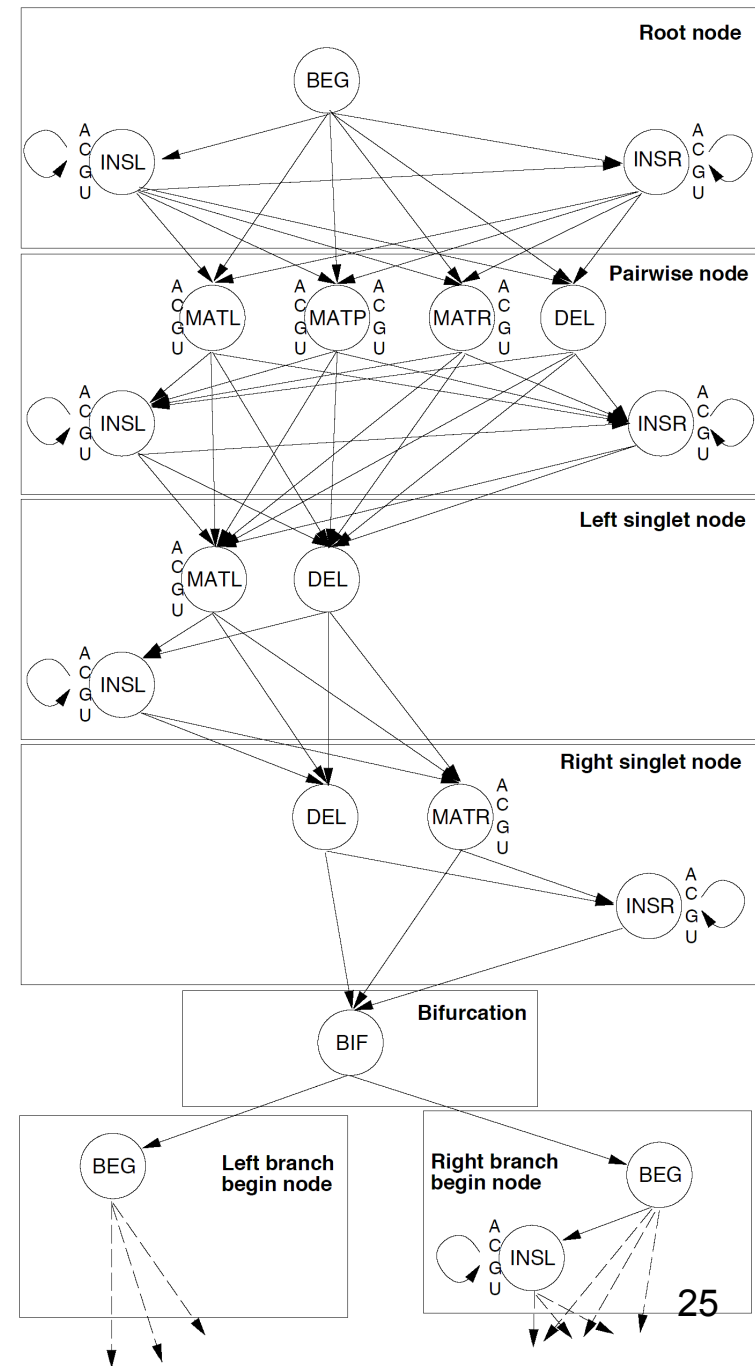 Root node
BEG
A
C
G
U
INSL
INSR
A
C
G
U
Pairwise node
A
C
G
U
MATL
A
C
G
U
MATP
A
C
G
U
MATR
A
C
G
U
DEL
A
C
G
U
INSL
INSR
A
C
G
U
Left singlet node
A
C
G
U
MATL
DEL
A
C
G
U
INSL
Right singlet node
DEL
MATR
A
C
G
U
INSR
A
C
G
U
Bifurcation
BIF
BEG
Left branch
begin node
Right branch
begin node
BEG
A
C
G
U
INSL
25